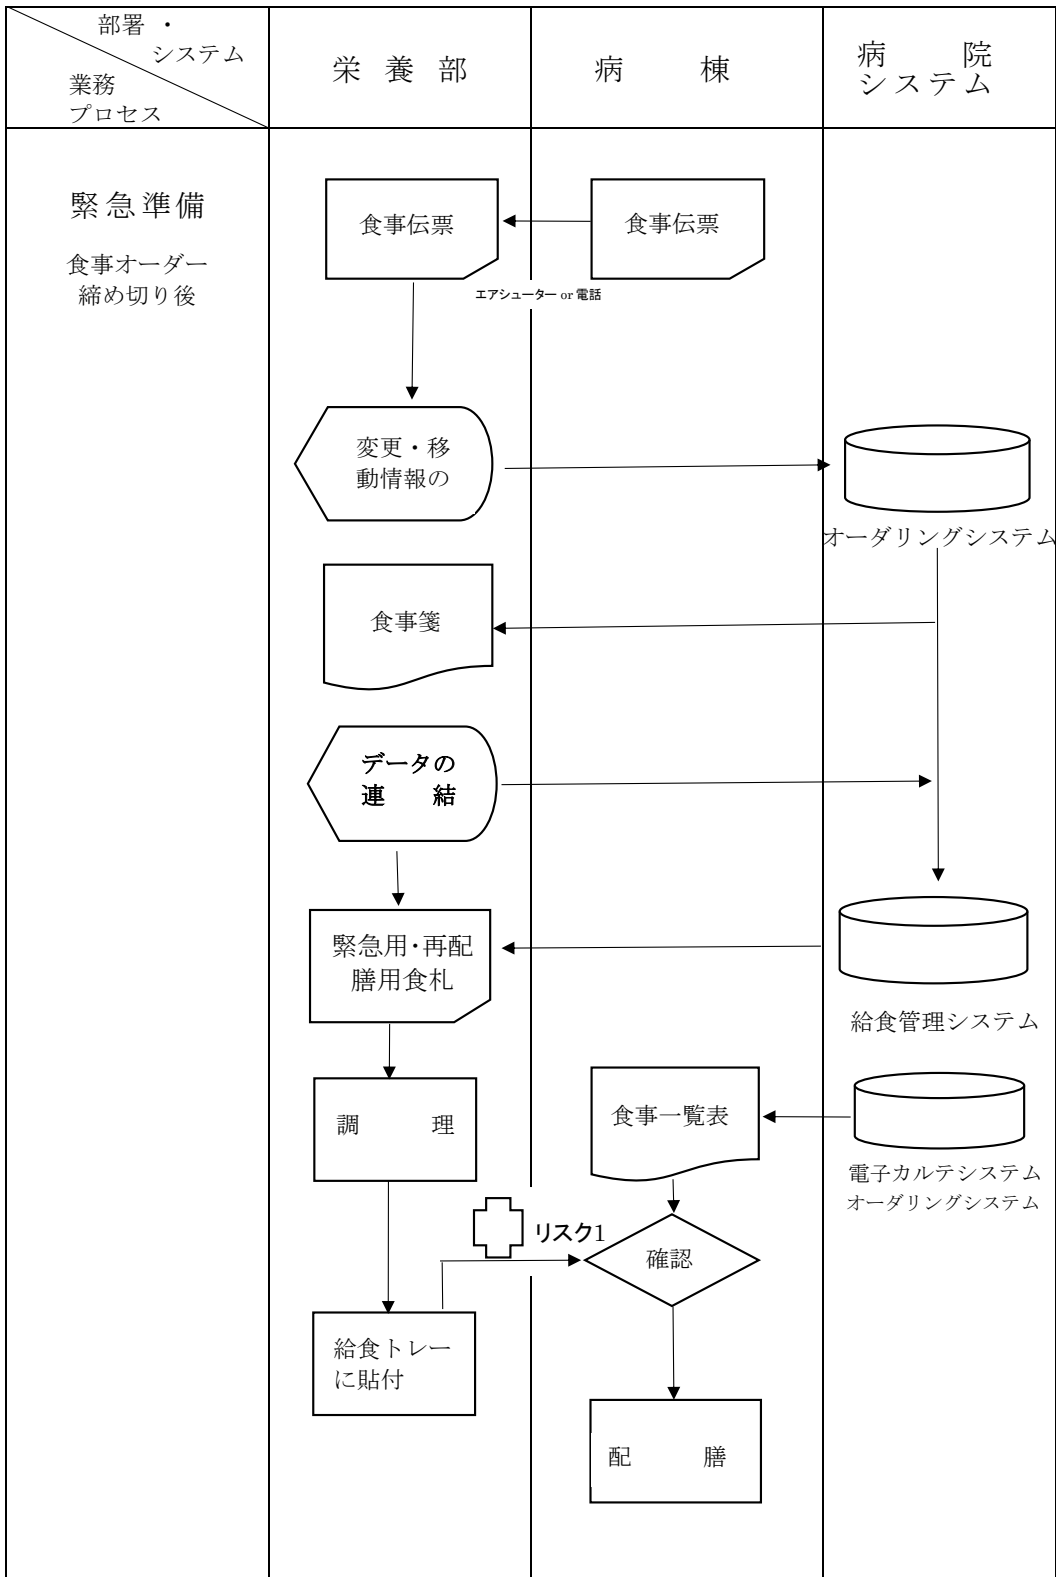 部署 ・
システム
業務
プロセス
栄 養 部
病 棟
病 院
システム
緊急準備
食事オーダー
締め切り後
食事伝票
食事伝票
エアシューター or 電話
変更・移
動情報の
オーダリングシステム
食事箋
データの
連 結
緊急用・再配
膳用食札
給食管理システム
調 理
食事一覧表
電子カルテシステム
オーダリングシステム
リスク1
確認
給食トレー
に貼付
配 膳